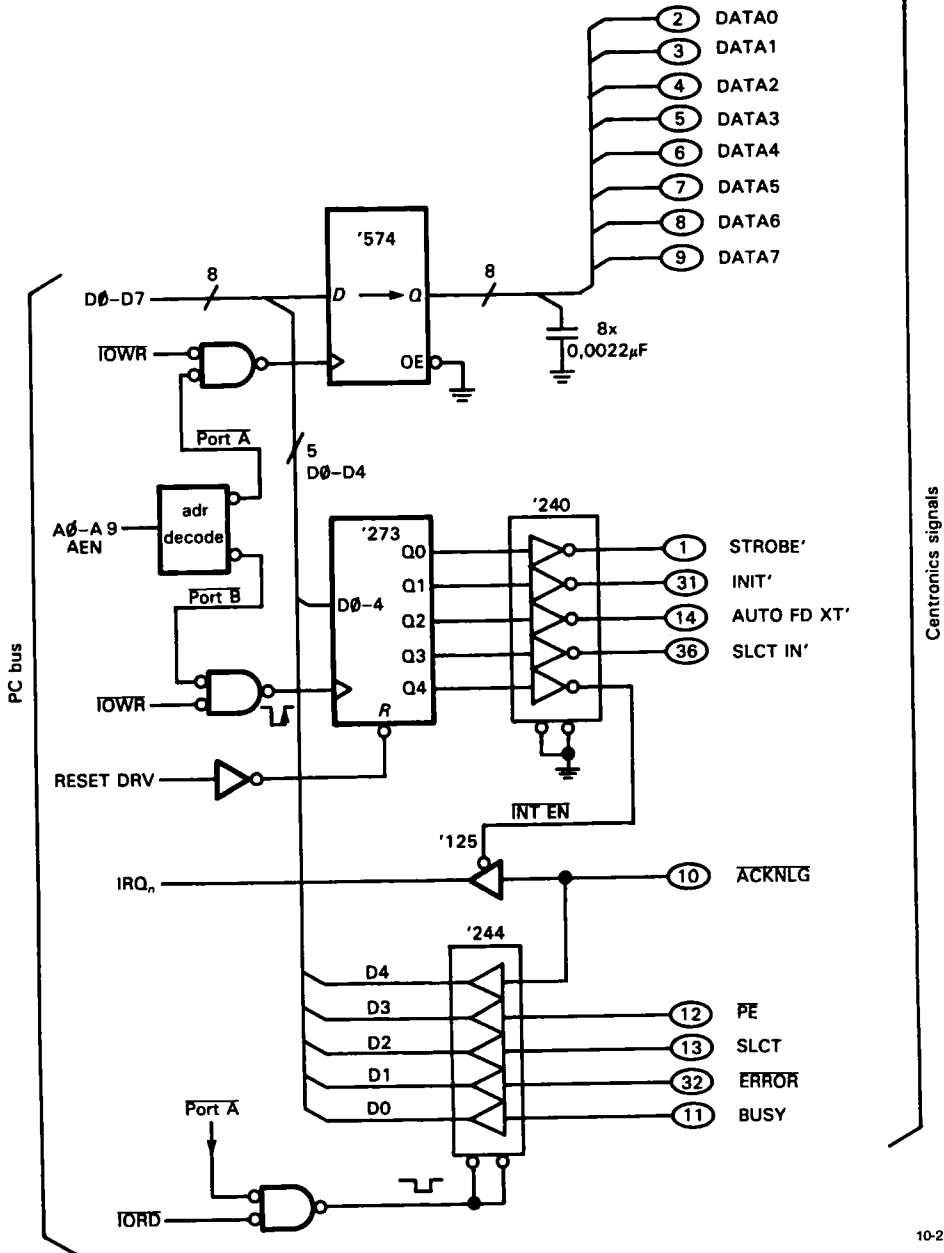 2 DATA0
3 DATA1
4 DATA2
5 DATA3
6 DATA4
7 DATA5
8 DATA6
9 DATA7
'574
8
8
DØ-D7
D
Q
8x
0,0022µF
IOWR
OE
Port A
5
DØ-D4
adr
decode
AØ-A9
AEN
'273
'240
Q0
1 STROBE'
Q1
31 INIT'
DØ-4
Q2
14 AUTO FD XT'
Q3
36 SLCT IN'
Q4
Port B
IOWR
R
RESET DRV
INT EN
'125
IRQn
10 ACKNLG
'244
D4
D3
12 PE
D2
13 SLCT
D1
32 ERROR
D0
11 BUSY
Port A
IORD
PC bus
Centronics signals
10-2